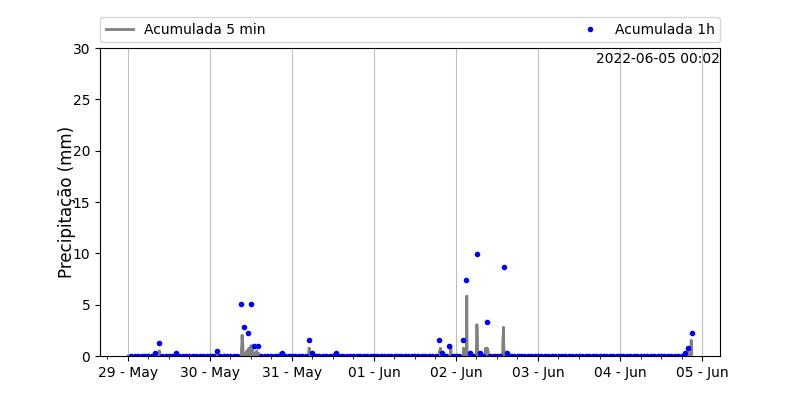 Acumulada 5 min
Acumulada 1h
2022-06-05 00:02
Precipitação (mm)
30
25
20
15
10
5
0
29 - May
30 - May
31 - May
01 - Jun
02 - Jun
03 - Jun
04 - Jun
05 - Jun